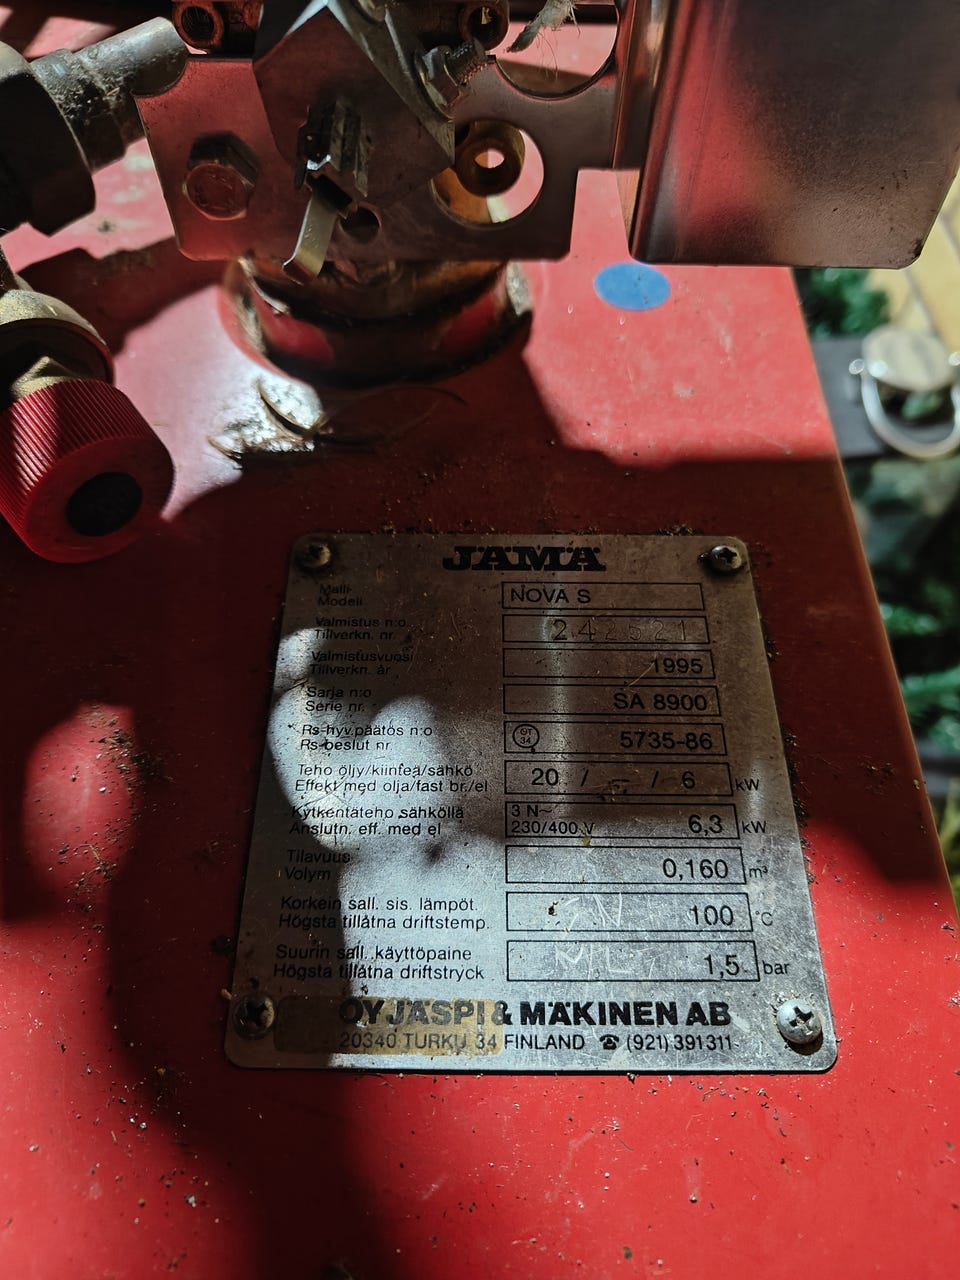 JÄMÄ
Malli
Modell
NOVA S
Valmistus n:o
Tillverkn. nr.
242521
Valmistusvuosi
Tillverkn. år
1995
Sarja n:o
Serie nr.
SA 8900
Rs-hyv.päätös n:o
Rs-beslut nr.
5735-86
Teho öljy/kiinteä/sähkö
Effekt med olja/fast br./el
20 / – / 6 kW
Kytkentäteho sähköllä
Anslutn. eff. med el
3 N~
230/400 V 6,3 kW
Tilavuus
Volym
0,160 m³
Korkein sall. sis. lämpöt.
Högsta tillåtna driftstemp.
100 °C
Suurin sall. käyttöpaine
Högsta tillåtna driftstryck
1,5 bar
OY JÄSPI & MÄKINEN AB
20340 TURKU 34 FINLAND ☎ (921) 391311